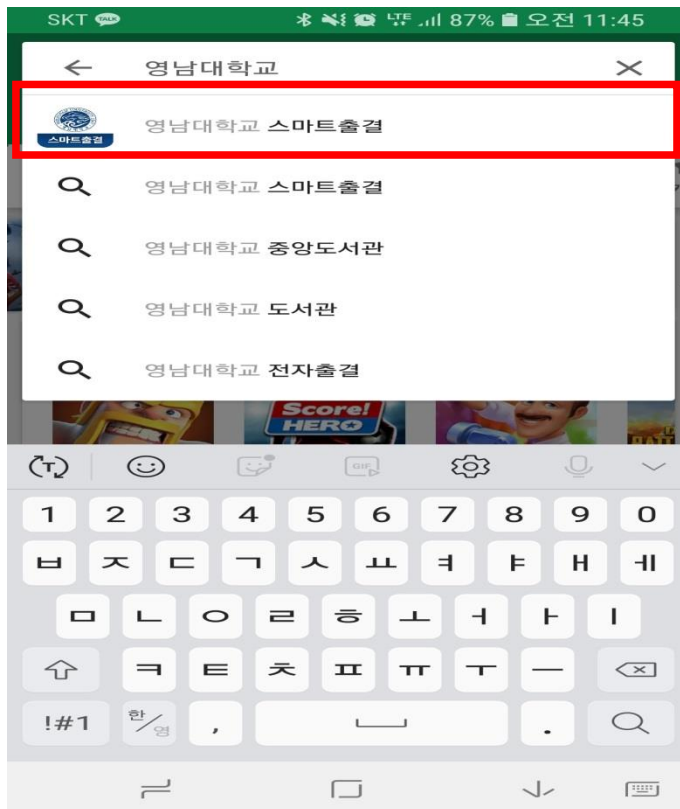 SKT TALK LTE 87% 오전 11:45
영남대학교
스마트출결
영남대학교 스마트출결
영남대학교 스마트출결
영남대학교 중앙도서관
영남대학교 도서관
영남대학교 전자출결
Score!
HERO
T GIF
1 2 3 4 5 6 7 8 9 0
ㅂ ㅈ ㄷ ㄱ ㅅ ㅛ ㅕ ㅑ ㅐ ㅔ
ㅁ ㄴ ㅇ ㄹ ㅎ ㅗ ㅓ ㅏ ㅣ
ㅋ ㅌ ㅊ ㅍ ㅠ ㅜ ㅡ
!#1 한/영 , .